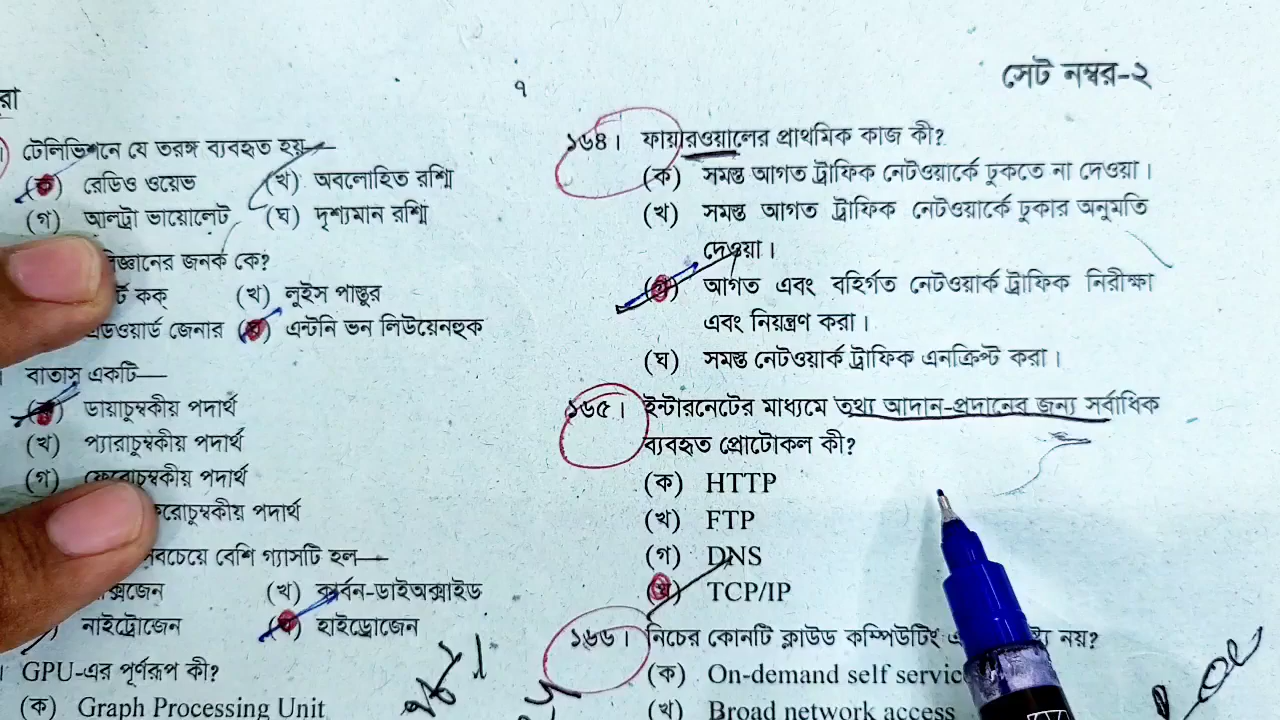 ৭
সেট নম্বর-২
রা
টেলিভিশনে যে তরঙ্গ ব্যবহৃত হয়—
(ক) রেডিও ওয়েভ (খ) অবলোহিত রশ্মি
(গ) আলট্রা ভায়োলেট (ঘ) দৃশ্যমান রশ্মি
জনক কে?
কক্ (খ) লুইস পাস্তুর
এডওয়ার্ড জেনার (ঘ) এন্টনি ভন লিউয়েনহুক
বাতাস একটি—
(ক) ডায়াচুম্বকীয় পদার্থ
(খ) প্যারাচুম্বকীয় পদার্থ
(গ) ফেরোচুম্বকীয় পদার্থ
পদার্থ
সবচেয়ে বেশি গ্যাসটি হল—
(খ) কার্বন-ডাইঅক্সাইড
নাইট্রোজেন (ঘ) হাইড্রোজেন
GPU-এর পূর্ণরূপ কী?
(ক) Graph Processing Unit
১৬৪। ফায়ারওয়ালের প্রাথমিক কাজ কী?
(ক) সমস্ত আগত ট্রাফিক নেটওয়ার্কে ঢুকতে না দেওয়া।
(খ) সমস্ত আগত ট্রাফিক নেটওয়ার্কে ঢুকার অনুমতি
দেওয়া।
(গ) আগত এবং বহির্গত নেটওয়ার্ক ট্রাফিক নিরীক্ষা
এবং নিয়ন্ত্রণ করা।
(ঘ) সমস্ত নেটওয়ার্ক ট্রাফিক এনক্রিপ্ট করা।
১৬৫। ইন্টারনেটের মাধ্যমে তথ্য আদান-প্রদানের জন্য সর্বাধিক
ব্যবহৃত প্রোটোকল কী?
(ক) HTTP
(খ) FTP
(গ) DNS
(ঘ) TCP/IP
১৬৬। নিচের কোনটি ক্লাউড কম্পিউটিং নয়?
(ক) On-demand self
(খ) Broad network access